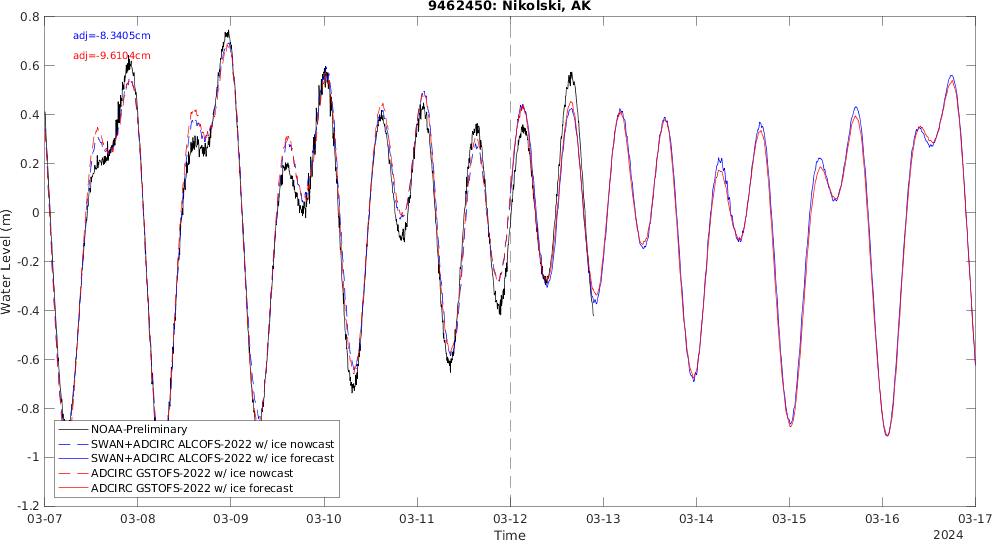 9462450: Nikolski, AK
adj=-8.3405cm
adj=-9.6104cm
Water Level (m)
0.8
0.6
0.4
0.2
0
-0.2
-0.4
-0.6
-0.8
-1
-1.2
NOAA-Preliminary
SWAN+ADCIRC ALCOFS-2022 w/ ice nowcast
SWAN+ADCIRC ALCOFS-2022 w/ ice forecast
ADCIRC GSTOFS-2022 w/ ice nowcast
ADCIRC GSTOFS-2022 w/ ice forecast
03-07 03-08 03-09 03-10 03-11 03-12 03-13 03-14 03-15 03-16 03-17
Time
2024